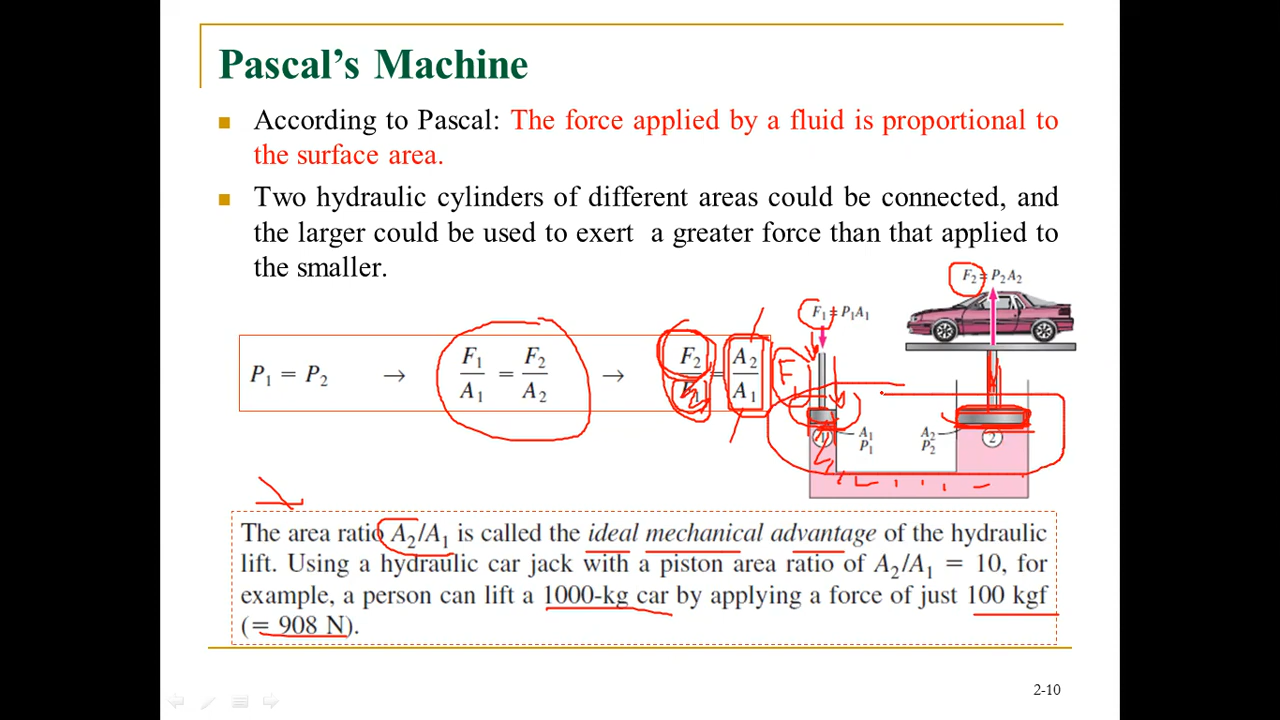 Pascal's Machine
According to Pascal: The force applied by a fluid is proportional to
the surface area.
Two hydraulic cylinders of different areas could be connected, and
the larger could be used to exert a greater force than that applied to
the smaller.
F₂ = P₂A₂
F₁ = P₁A₁
P₁ = P₂ → F₁/A₁ = F₂/A₂ → F₂/F₁ = A₂/A₁
F
1
A₁
P₁
A₂
P₂
2
The area ratio A₂/A₁ is called the ideal mechanical advantage of the hydraulic
lift. Using a hydraulic car jack with a piston area ratio of A₂/A₁ = 10, for
example, a person can lift a 1000-kg car by applying a force of just 100 kgf
(= 908 N).
2-10